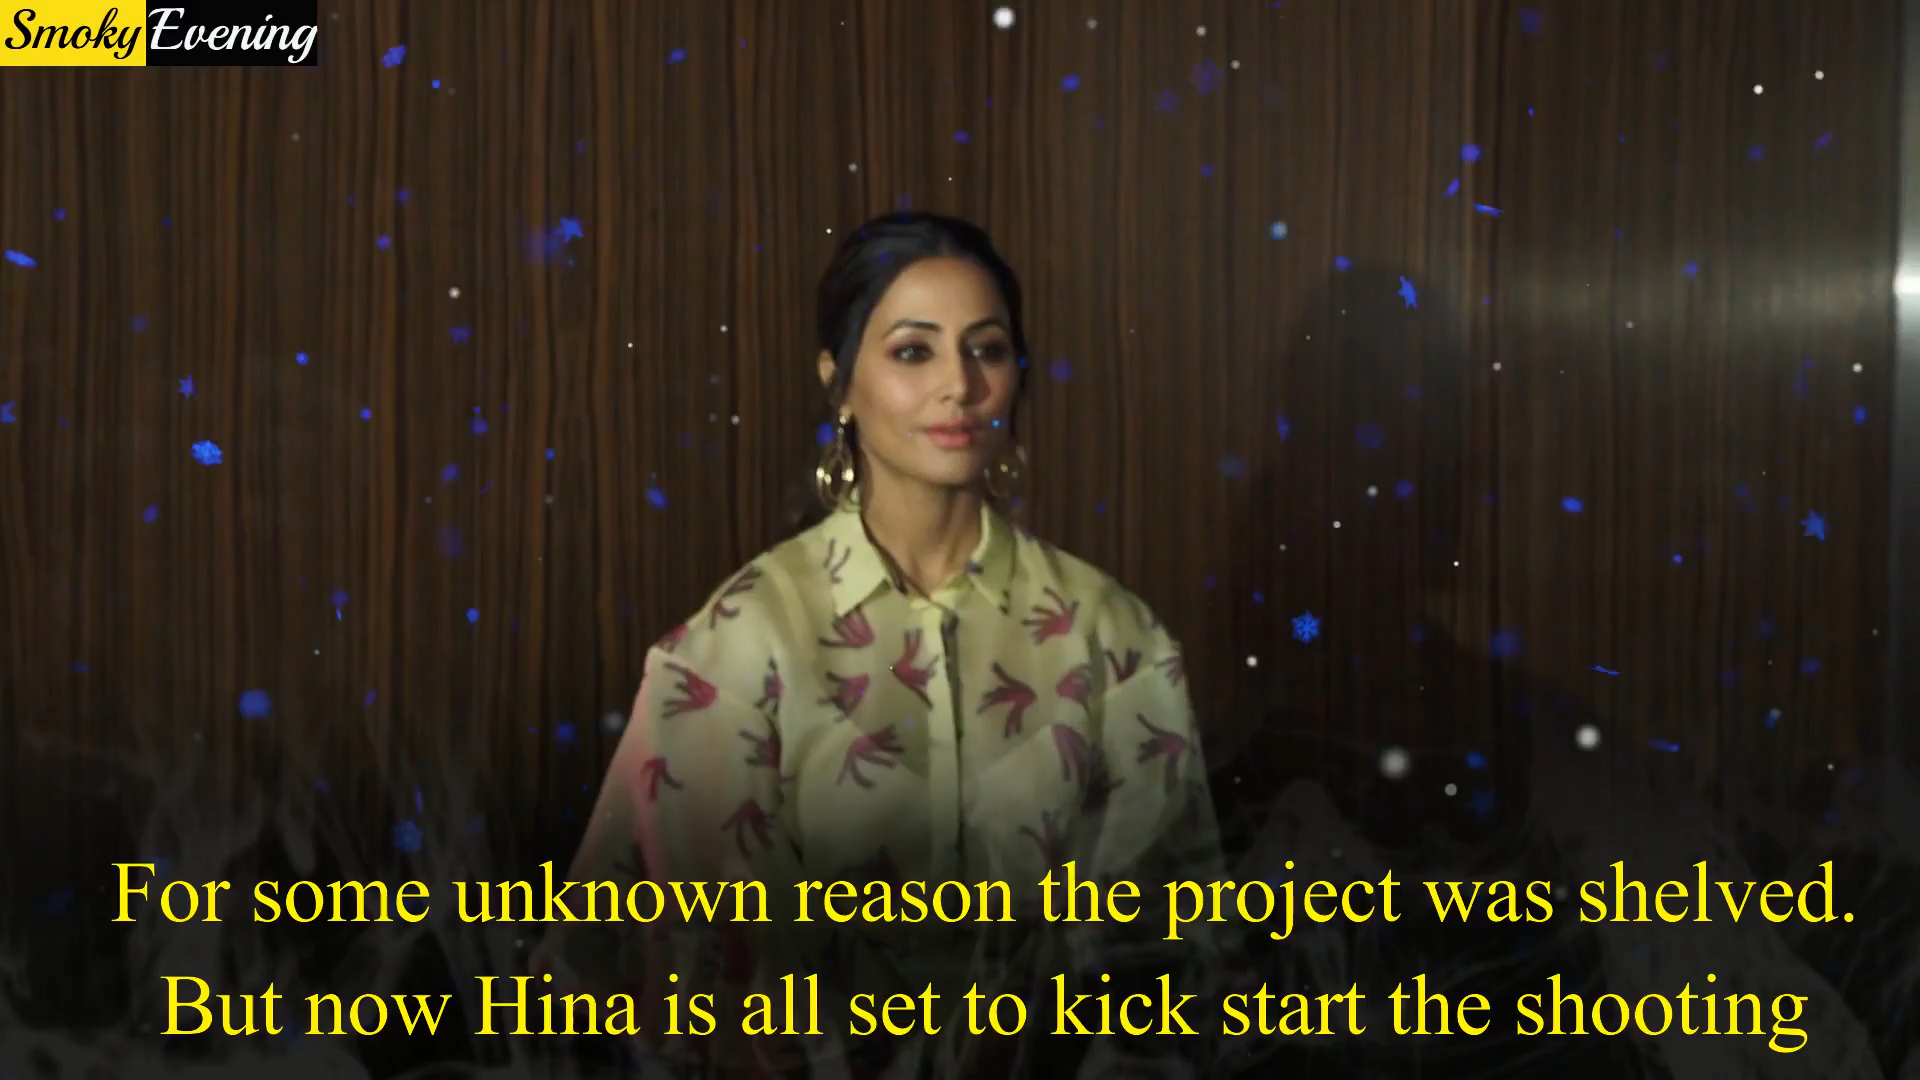 Smoky Evening
For some unknown reason the project was shelved.
But now Hina is all set to kick start the shooting